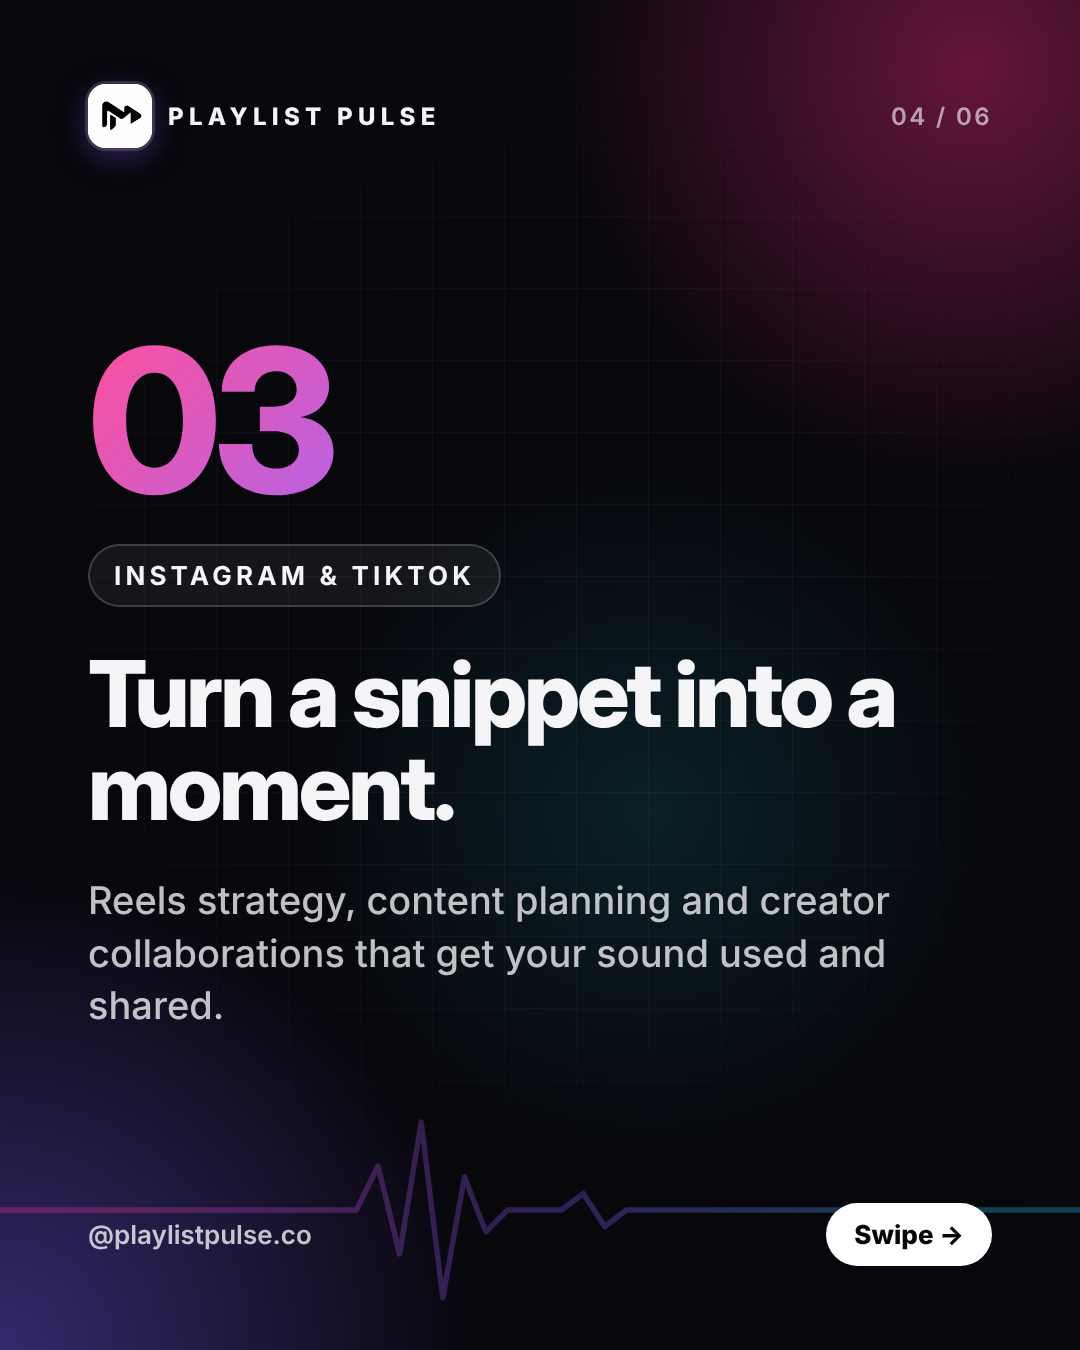 PLAYLIST PULSE
04 / 06
03
INSTAGRAM & TIKTOK
Turn a snippet into a
moment.
Reels strategy, content planning and creator
collaborations that get your sound used and
shared.
@playlistpulse.co
Swipe →